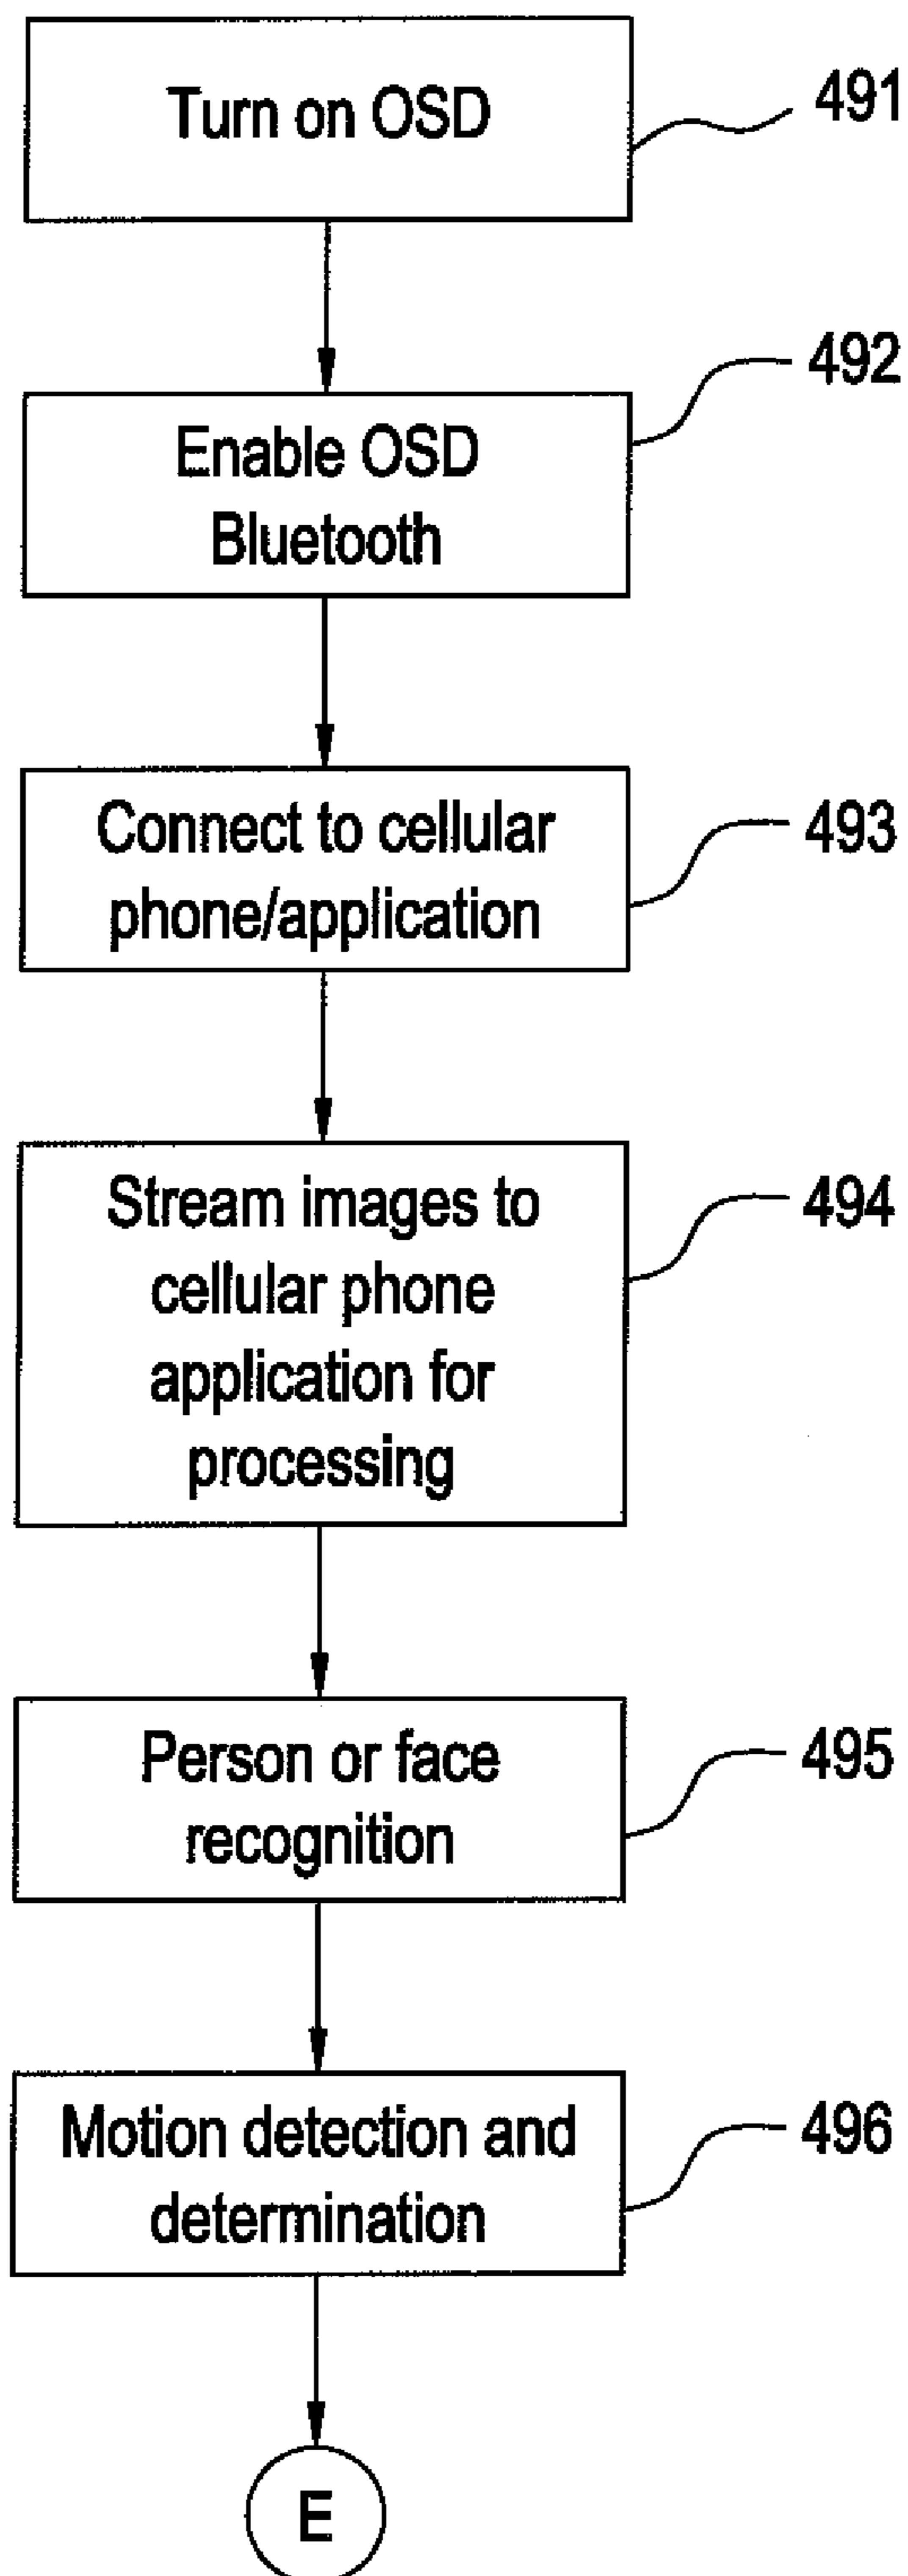 Turn on OSD
491
Enable OSD
Bluetooth
492
Connect to cellular
phone/application
493
Stream images to
cellular phone
application for
processing
494
Person or face
recognition
495
Motion detection and
determination
496
E